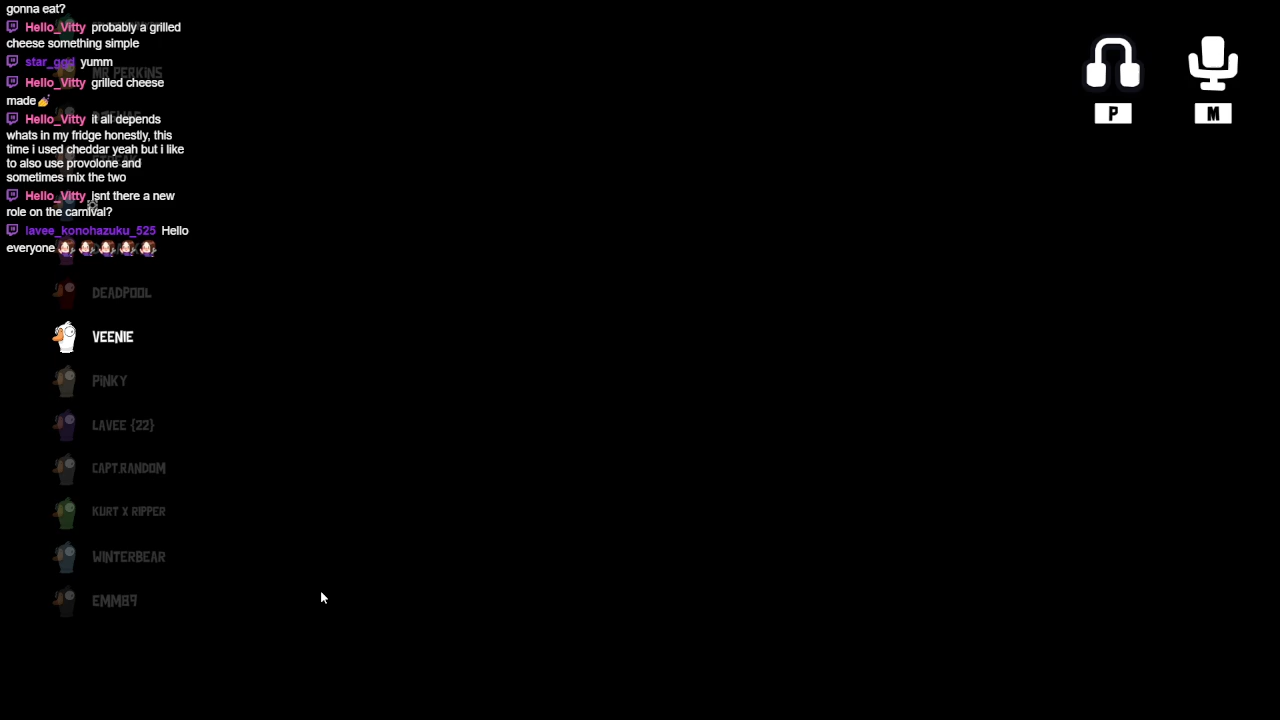 gonna eat?
Hello_Vitty probably a grilled
cheese something simple
star_gqd yumm
MR PERKINS
Hello_Vitty grilled cheese
made💅
Hello_Vitty it all depends
whats in my fridge honestly, this
time i used cheddar yeah but i like
to also use provolone and
sometimes mix the two
Hello_Vitty Isnt there a new
role on the carnival?
lavee_konohazuku_525 Hello
everyone
DEADPOOL
VEENIE
PINKY
LAVEE {22}
CAPT.RANDOM
KURT X RIPPER
WINTERBEAR
EMM89
P
M